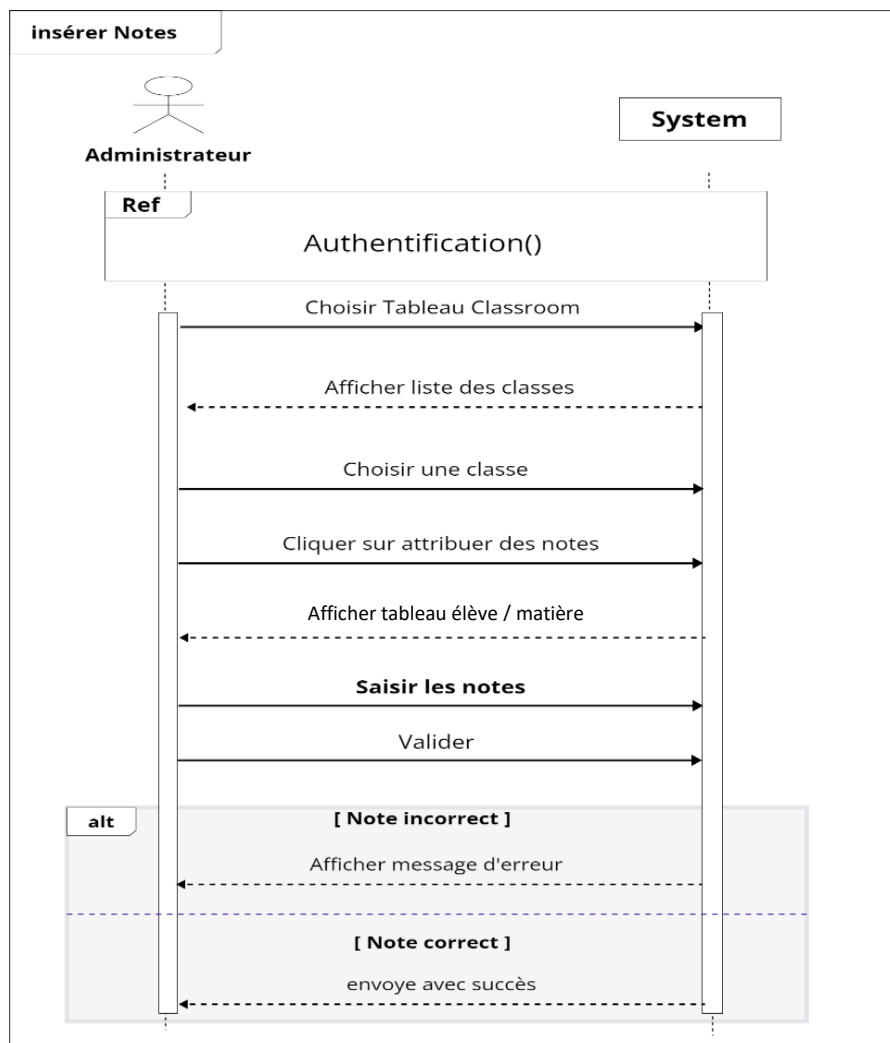 insérer Notes
System
Administrateur
Ref
Authentification()
Choisir Tableau Classroom
Afficher liste des classes
Choisir une classe
Cliquer sur attribuer des notes
Afficher tableau élève / matière
Saisir les notes
Valider
alt
[ Note incorrect ]
Afficher message d'erreur
[ Note correct ]
envoye avec succès